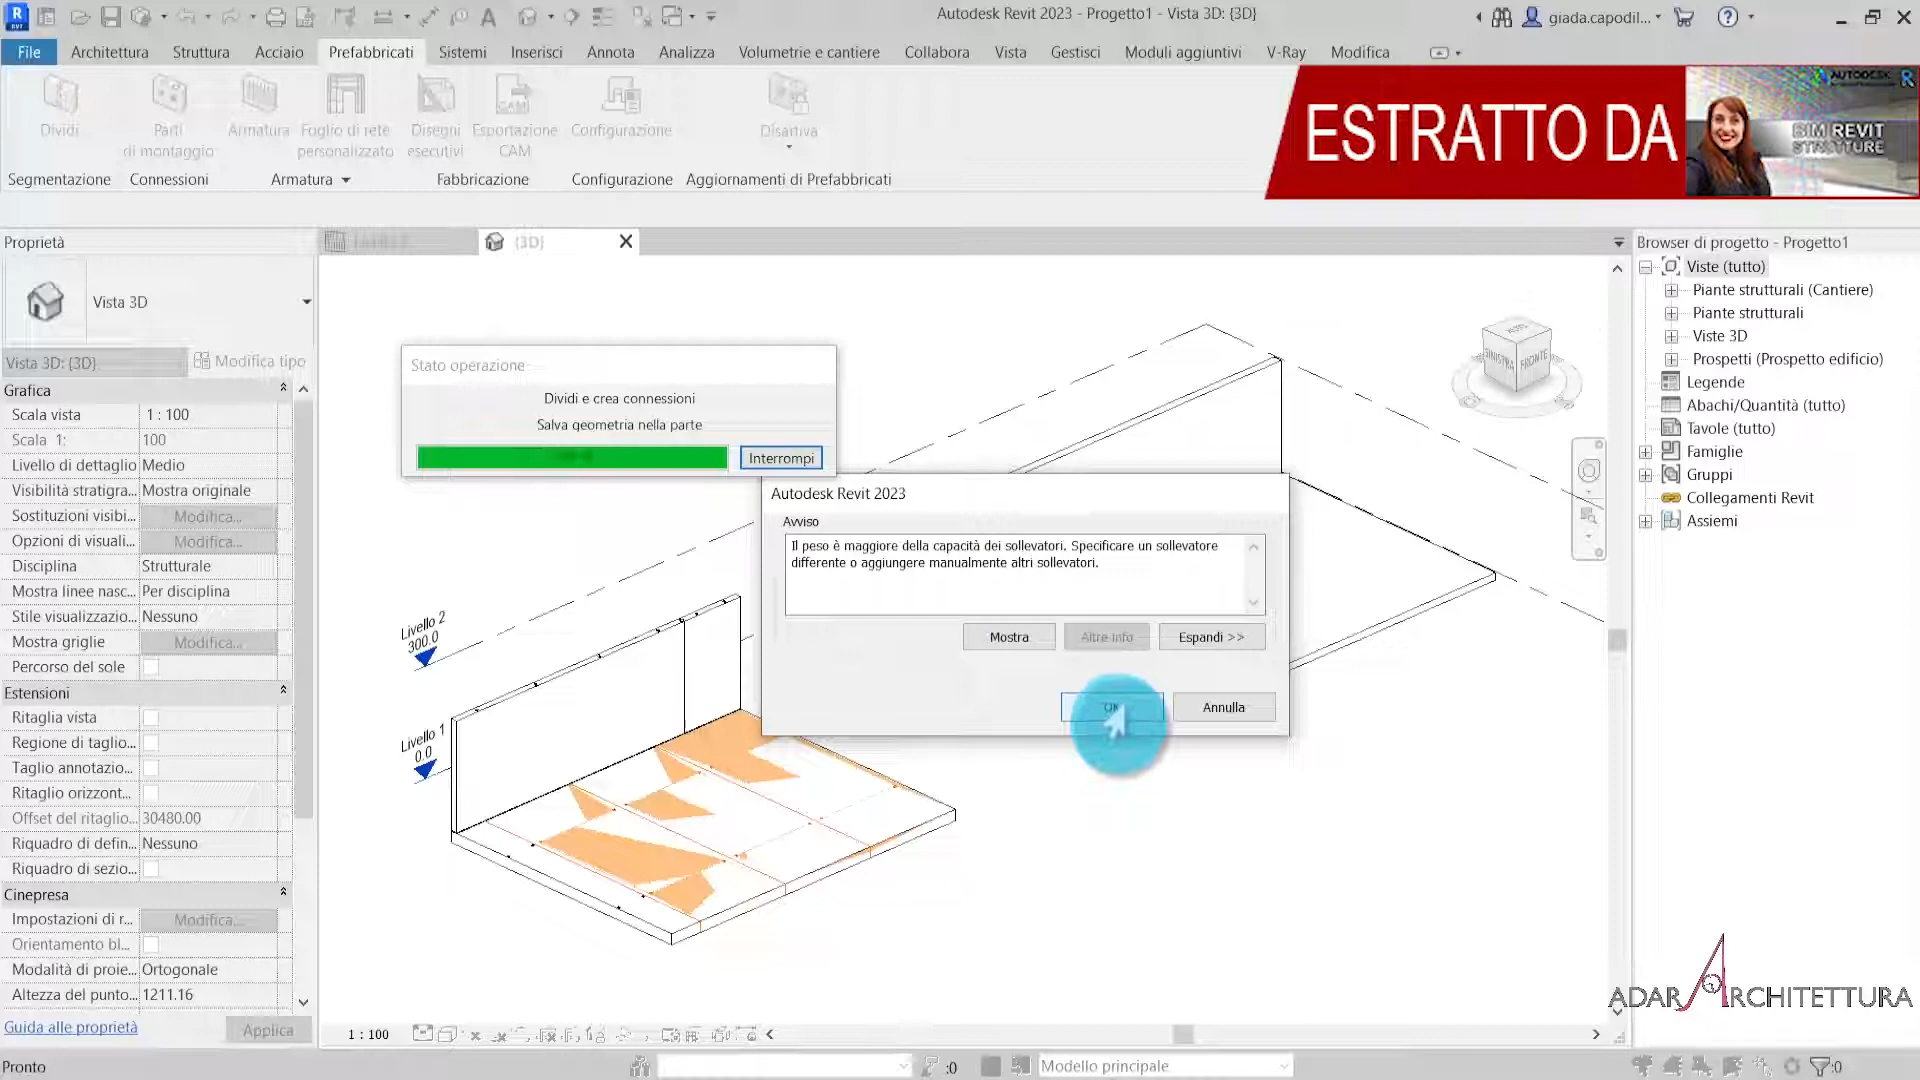 Autodesk Revit 2023 - Progetto1 - Vista 3D: {3D}
giada.capodil...
File
Architettura
Struttura
Acciaio
Prefabbricati
Sistemi
Inserisci
Annota
Analizza
Volumetrie e cantiere
Collabora
Vista
Gestisci
Moduli aggiuntivi
V-Ray
Modifica
Dividi
Parti
di montaggio
Armatura
Foglio di rete
personalizzato
Disegni
esecutivi
Esportazione
CAM
Configurazione
Disattiva
Segmentazione
Connessioni
Armatura
Fabbricazione
Configurazione
Aggiornamenti di Prefabbricati
ESTRATTO DA
AUTODESK
BIM REVIT
STRUTTURE
Proprietà
Vista 3D
Vista 3D: {3D}
Modifica tipo
Grafica
Scala vista 1 : 100
Scala 1: 100
Livello di dettaglio Medio
Visibilità stratigra... Mostra originale
Sostituzioni visibi... Modifica...
Opzioni di visuali... Modifica...
Disciplina Strutturale
Mostra linee nasc... Per disciplina
Stile visualizzazio... Nessuno
Mostra griglie Modifica...
Percorso del sole
Estensioni
Ritaglia vista
Regione di taglio...
Taglio annotazio...
Ritaglio orizzont...
Offset del ritaglio... 30480.00
Riquadro di defin... Nessuno
Riquadro di sezio...
Cinepresa
Impostazioni di r... Modifica...
Orientamento bl...
Modalità di proie... Ortogonale
Altezza del punto... 1211.16
Guida alle proprietà
Applica
Pronto
{3D}
Stato operazione
Dividi e crea connessioni
Salva geometria nella parte
Interrompi
Autodesk Revit 2023
Avviso
Il peso è maggiore della capacità dei sollevatori. Specificare un sollevatore
differente o aggiungere manualmente altri sollevatori.
Mostra
Altre info
Espandi >>
OK
Annulla
Livello 2
300.0
Livello 1
0.0
SINISTRA
FRONTE
Browser di progetto - Progetto1
Viste (tutto)
Piante strutturali (Cantiere)
Piante strutturali
Viste 3D
Prospetti (Prospetto edificio)
Legende
Abachi/Quantità (tutto)
Tavole (tutto)
Famiglie
Gruppi
Collegamenti Revit
Assiemi
ADARARCHITETTURA
1 : 100
:0
Modello principale
:0